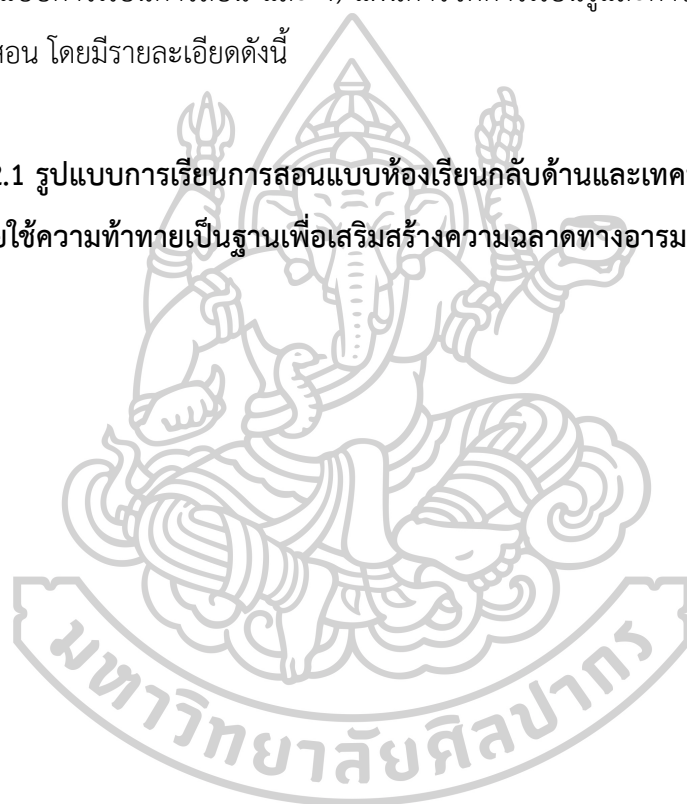 สอน โดยมีรายละเอียดดังนี้
2.1 รูปแบบการเรียนการสอนแบบห้องเรียนกลับด้านและเทค
ใช้ความท้าทายเป็นฐานเพื่อเสริมสร้างความฉลาดทางอารม
มหาวิทยาลัยศิลปากร